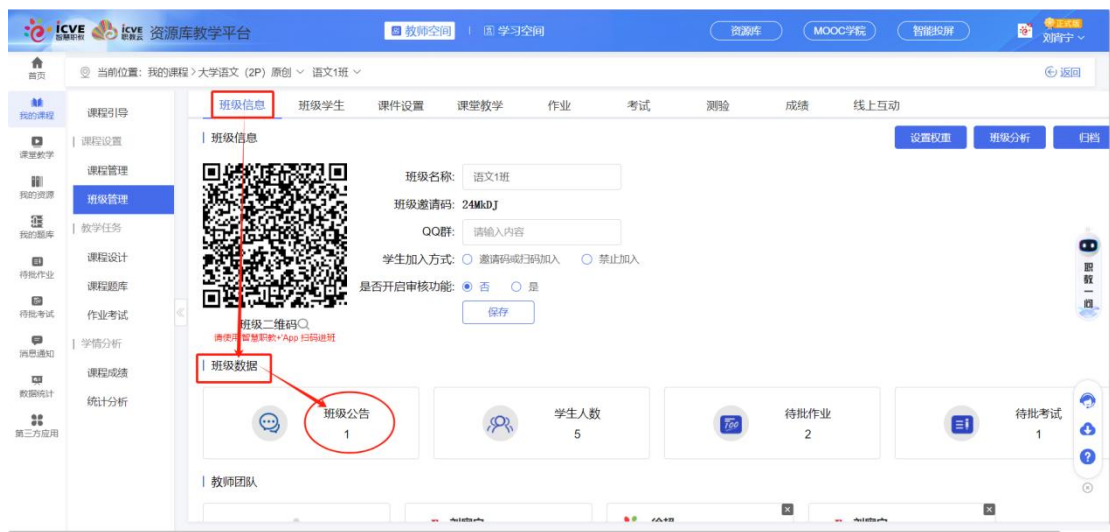 icve 智慧职教 icve 职教云 资源库教学平台 教师空间 学习空间 资源库 MOOC学院 智能投屏 正式版 刘肖宁
首页 当前位置：我的课程 > 大学语文（2P）原创 语文1班 返回
我的课程 课程引导 班级信息 班级学生 课件设置 课堂教学 作业 考试 测验 成绩 线上互动
课堂教学 课程设置 班级信息 设置权重 班级分析 归档
课程管理 班级名称: 语文1班
我的资源 班级管理 班级邀请码: 24MkDJ
我的题库 教学任务 QQ群: 请输入内容
待批作业 课程设计 学生加入方式: 邀请码或扫码加入 禁止加入
课程题库 是否开启审核功能: 否 是
待批考试 作业考试 保存
班级二维码
请使用'智慧职教+'App 扫码进班
消息通知 学情分析
数据统计 课程成绩 班级数据
统计分析
第三方应用 班级公告 学生人数 待批作业 待批考试
1 5 2 1
教师团队
职教一问